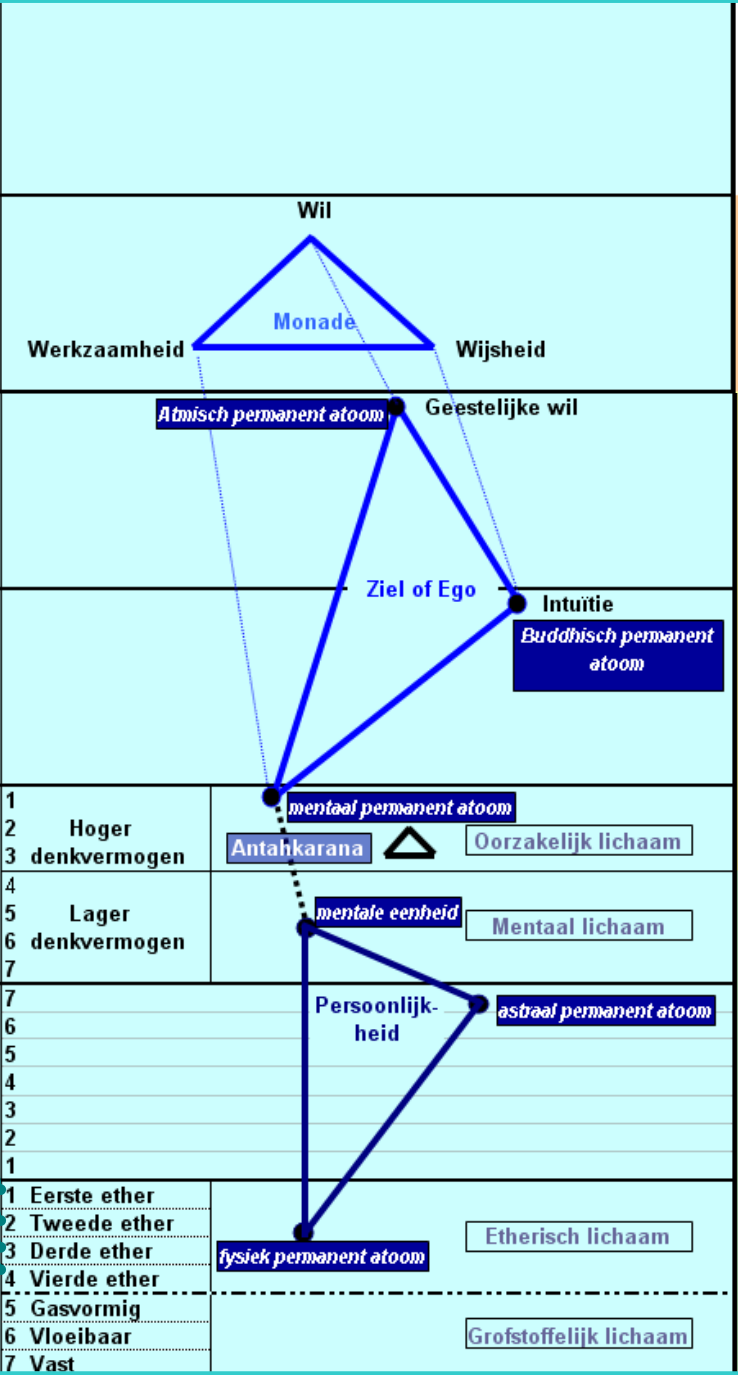 Wil
Monade
Werkzaamheid
Wijsheid
Atmisch permanent atoom
Geestelijke wil
Ziel of Ego
Intuïtie
Buddhisch permanent
atoom
1
mentaal permanent atoom
2 Hoger
3 denkvermogen
Antahkarana
Oorzakelijk lichaam
4
5 Lager
6 denkvermogen
7
mentale eenheid
Mentaal lichaam
7
Persoonlijk-
heid
astraal permanent atoom
6
5
4
3
2
1
1 Eerste ether
2 Tweede ether
3 Derde ether
4 Vierde ether
fysiek permanent atoom
Etherisch lichaam
5 Gasvormig
6 Vloeibaar
7 Vast
Grofstoffelijk lichaam